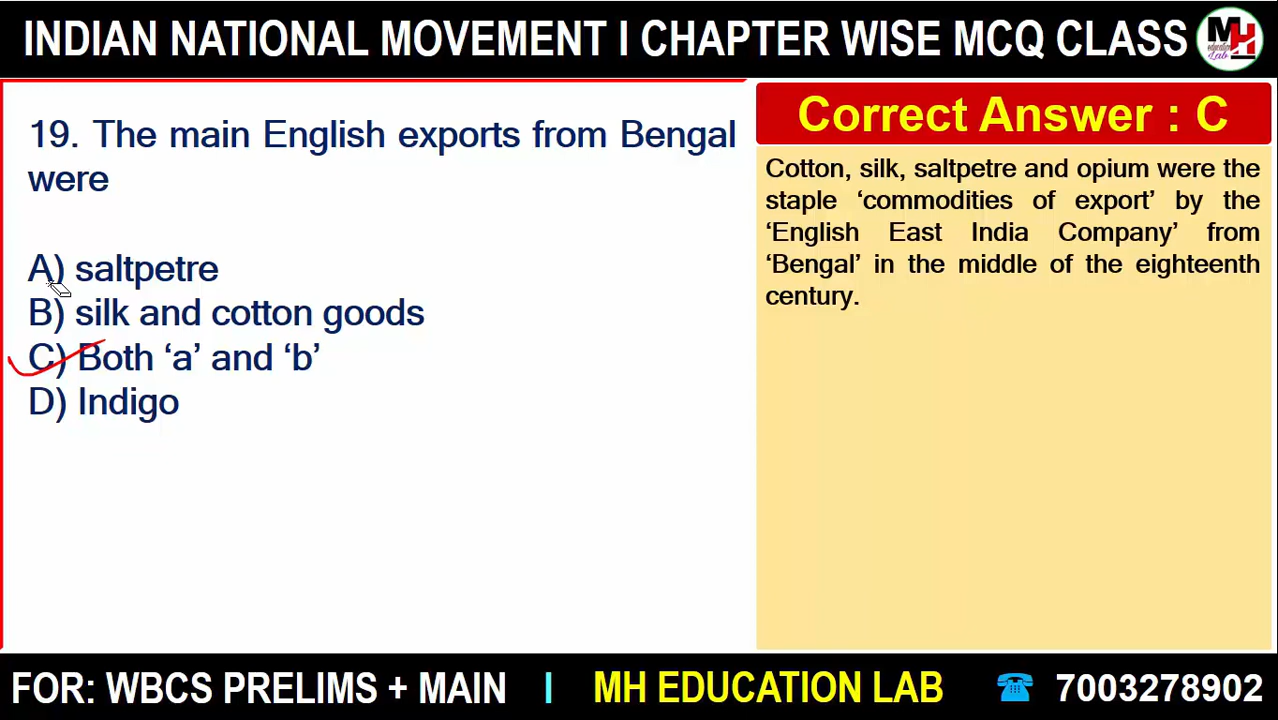 INDIAN NATIONAL MOVEMENT I CHAPTER WISE MCQ CLASS
MH
education
Lab
19. The main English exports from Bengal
were
A) saltpetre
B) silk and cotton goods
C) Both ‘a’ and ‘b’
D) Indigo
Correct Answer : C
Cotton, silk, saltpetre and opium were the
staple ‘commodities of export’ by the
‘English East India Company’ from
‘Bengal’ in the middle of the eighteenth
century.
FOR: WBCS PRELIMS + MAIN I MH EDUCATION LAB ☎ 7003278902